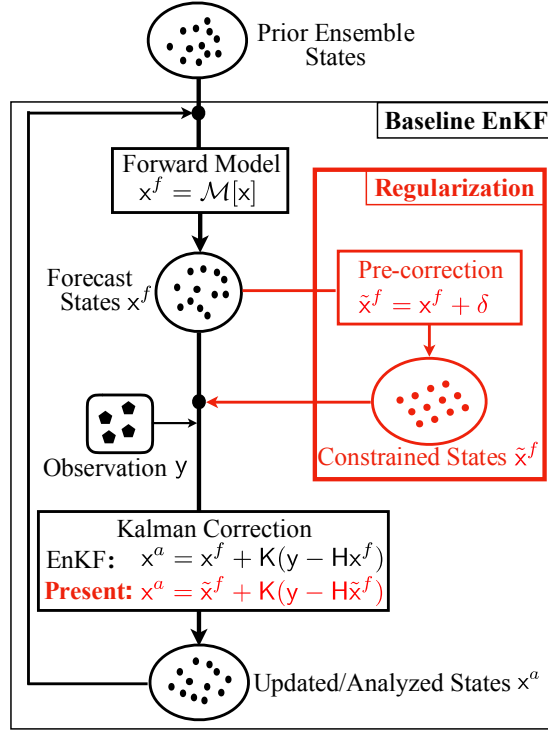 Prior Ensemble
States
Baseline EnKF
Forward Model
x^f = ℳ[x]
Regularization
Pre-correction
x̃^f = x^f + δ
Forecast
States x^f
Constrained States x̃^f
Observation y
Kalman Correction
EnKF: x^a = x^f + K(y − Hx^f)
Present: x^a = x̃^f + K(y − Hx̃^f)
Updated/Analyzed States x^a